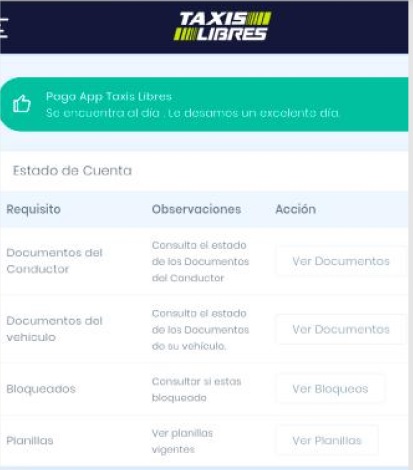 TAXIS
LIBRES
Pago App Taxis Libres
Se encuentra al día . Le desamos un excelente día.
Estado de Cuenta
Requisito Observaciones Acción
Documentos del
Conductor
Consulta el estado
de los Documentos
del Conductor
Ver Documentos
Documentos del
vehiculo
Consulta el estado
de los Documentos
de su vehículo.
Ver Documentos
Bloqueados
Consultar si estas
bloqueado
Ver Bloqueos
Planillas
Ver planillas
vigentes
Ver Planillas